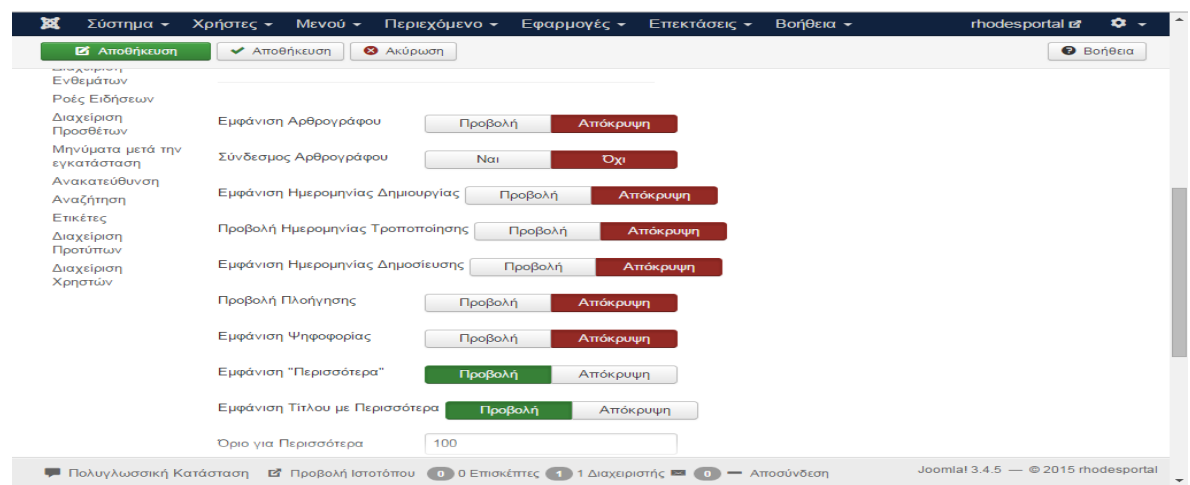 Σύστημα Χρήστες Μενού Περιεχόμενο Εφαρμογές Επεκτάσεις Βοήθεια rhodesportal
Αποθήκευση Αποθήκευση Ακύρωση Βοήθεια
Διαχείριση
Ενθεμάτων
Ροές Ειδήσεων
Διαχείριση
Προσθέτων
Μηνύματα μετά την
εγκατάσταση
Ανακατεύθυνση
Αναζήτηση
Ετικέτες
Διαχείριση
Προτύπων
Διαχείριση
Χρηστών
Εμφάνιση Αρθρογράφου Προβολή Απόκρυψη
Σύνδεσμος Αρθρογράφου Ναι Όχι
Εμφάνιση Ημερομηνίας Δημιουργίας Προβολή Απόκρυψη
Προβολή Ημερομηνίας Τροποποίησης Προβολή Απόκρυψη
Εμφάνιση Ημερομηνίας Δημοσίευσης Προβολή Απόκρυψη
Προβολή Πλοήγησης Προβολή Απόκρυψη
Εμφάνιση Ψηφοφορίας Προβολή Απόκρυψη
Εμφάνιση "Περισσότερα" Προβολή Απόκρυψη
Εμφάνιση Τίτλου με Περισσότερα Προβολή Απόκρυψη
Όριο για Περισσότερα 100
Πολυγλωσσική Κατάσταση Προβολή Ιστοτόπου 0 0 Επισκέπτες 1 1 Διαχειριστής 0 Αποσύνδεση Joomla! 3.4.5 — © 2015 rhodesportal